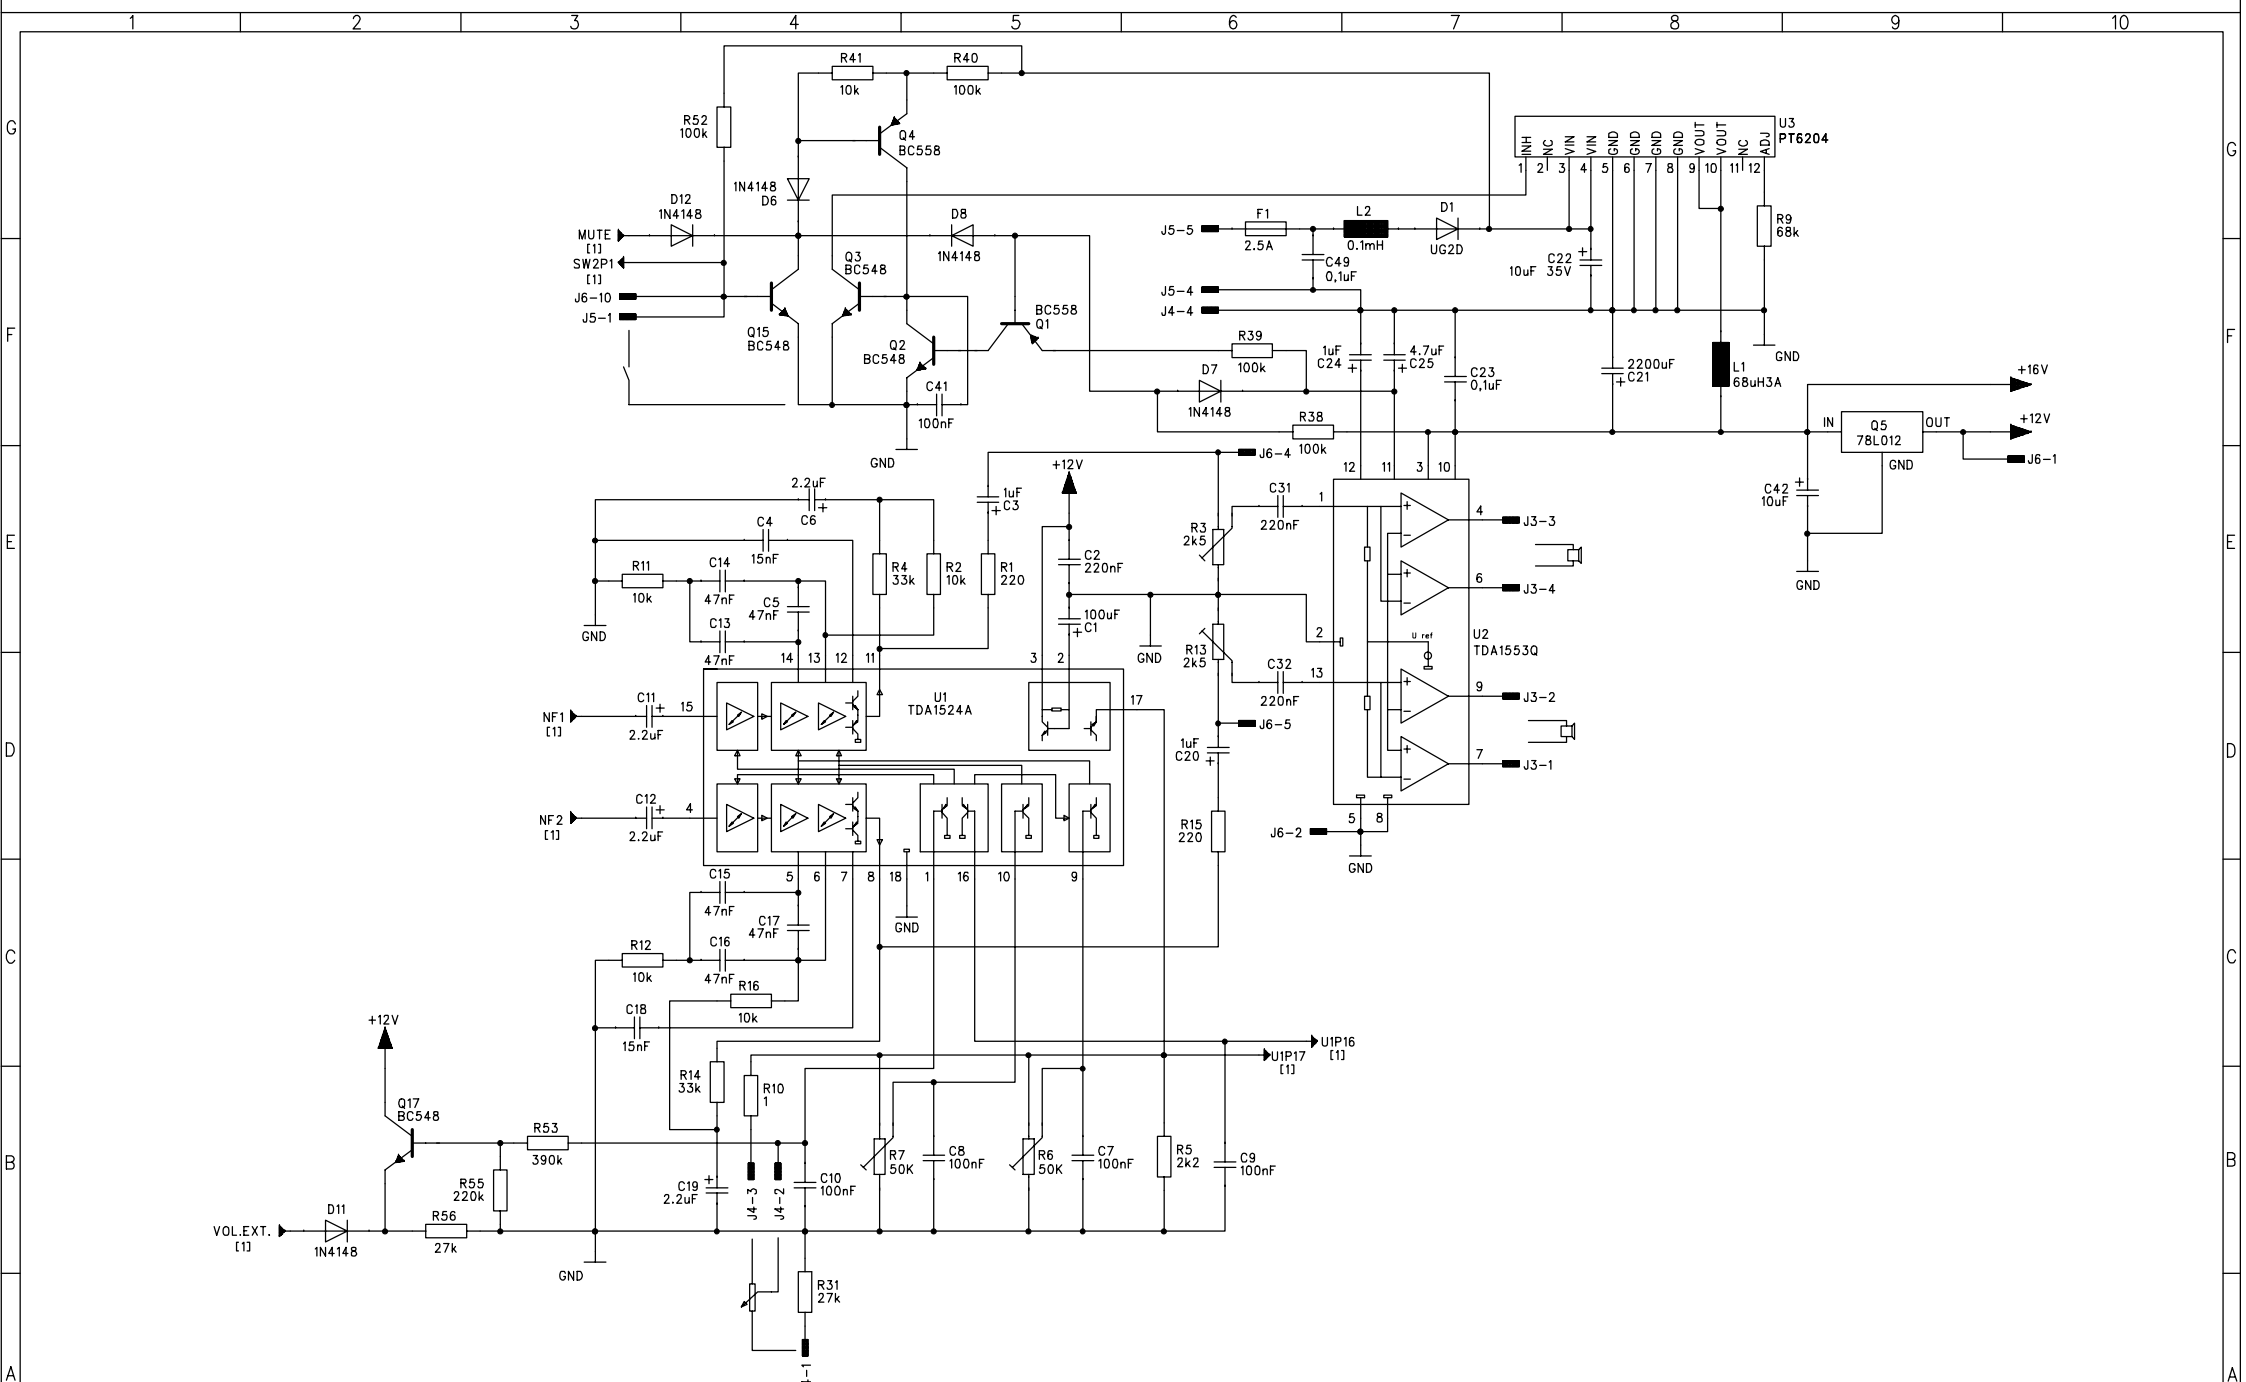 1 2 3 4 5 6 7 8 9 10
G
G
F
F
E
E
D
D
C
C
B
B
A
A
R41
10k
R40
100k
R52
100k
Q4
BC558
1N4148
D6
D12
1N4148
D8
1N4148
MUTE
[1]
SW2P1
[1]
J6-10
J5-1
Q3
BC548
Q15
BC548
Q2
BC548
C41
100nF
GND
BC558
Q1
U3
PT6204
INH
NC
VIN
VIN
GND
GND
GND
GND
VOUT
VOUT
NC
ADJ
1 2 3 4 5 6 7 8 9 10 11 12
R9
68k
J5-5
F1
2.5A
L2
0.1mH
D1
UG2D
C49
0,1uF
C22
10uF 35V
+
J5-4
J4-4
R39
100k
D7
1N4148
R38
100k
1uF
C24
+
4.7uF
C25
+
C23
0,1uF
2200uF
C21
+
L1
68uH3A
GND
+16V
+12V
IN
Q5
78L012
OUT
GND
J6-1
C42
10uF
+
GND
2.2uF
C6
+
C4
15nF
R11
10k
C14
47nF
C5
47nF
C13
47nF
GND
R4
33k
R2
10k
R1
220
1uF
C3
+
+12V
C2
220nF
100uF
C1
+
GND
J6-4
R3
2k5
C31
220nF
R13
2k5
C32
220nF
J6-5
1uF
C20
+
R15
220
12 11 3 10
1
2
13
4
6
9
7
5 8
+
-
+
-
+
-
+
-
U ref
U2
TDA1553Q
J3-3
J3-4
J3-2
J3-1
J6-2
GND
14 13 12 11
3 2
17
U1
TDA1524A
NF1
[1]
C11
2.2uF
+
15
NF2
[1]
C12
2.2uF
+
4
5 6 7 8 18 1 16 10 9
GND
C15
47nF
C17
47nF
R12
10k
C16
47nF
R16
10k
C18
15nF
+12V
Q17
BC548
R53
390k
R55
220k
R56
27k
VOL.EXT.
[1]
D11
1N4148
GND
R14
33k
R10
1
C19
2.2uF
+
J4-3
J4-2
C10
100nF
R7
50K
C8
100nF
R6
50K
C7
100nF
R5
2k2
C9
100nF
U1P16
[1]
U1P17
[1]
R31
27k